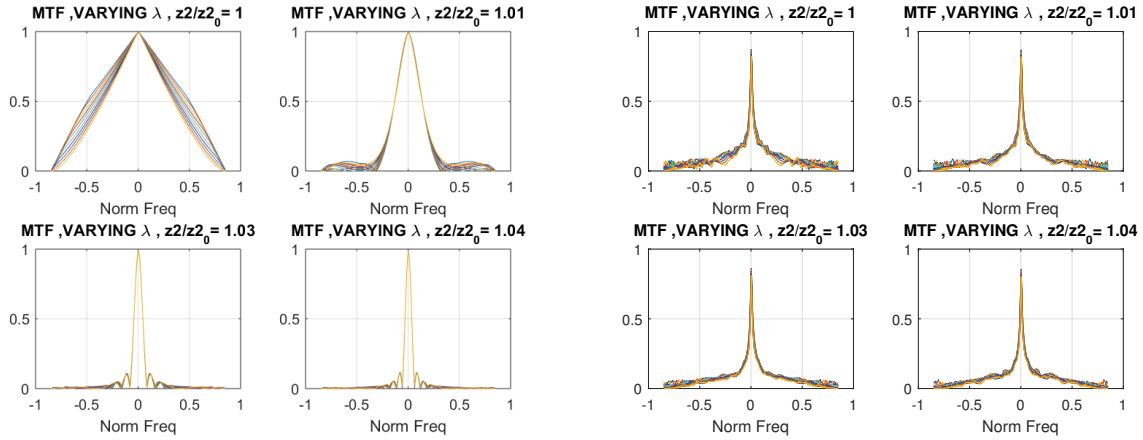 MTF ,VARYING λ , z2/z2₀= 1
1
0.5
0
-1 -0.5 0 0.5 1
Norm Freq
MTF ,VARYING λ , z2/z2₀= 1.01
1
0.5
0
-1 -0.5 0 0.5 1
Norm Freq
MTF ,VARYING λ , z2/z2₀= 1
1
0.5
0
-1 -0.5 0 0.5 1
Norm Freq
MTF ,VARYING λ , z2/z2₀= 1.01
1
0.5
0
-1 -0.5 0 0.5 1
Norm Freq
MTF ,VARYING λ , z2/z2₀= 1.03
1
0.5
0
-1 -0.5 0 0.5 1
Norm Freq
MTF ,VARYING λ , z2/z2₀= 1.04
1
0.5
0
-1 -0.5 0 0.5 1
Norm Freq
MTF ,VARYING λ , z2/z2₀= 1.03
1
0.5
0
-1 -0.5 0 0.5 1
Norm Freq
MTF ,VARYING λ , z2/z2₀= 1.04
1
0.5
0
-1 -0.5 0 0.5 1
Norm Freq